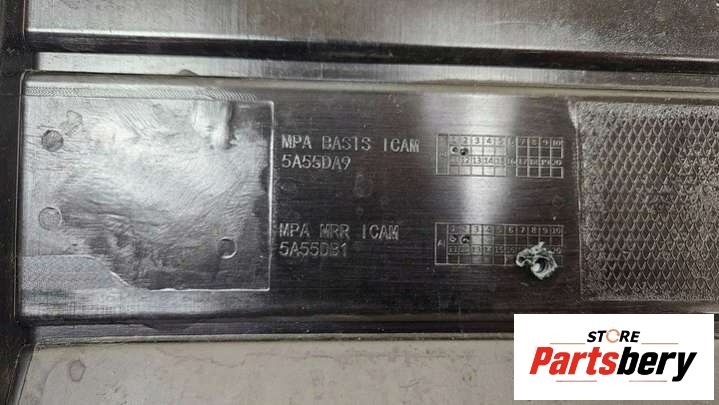 MPA BASIS ICAM
5A55DA9
MPA MRR ICAM
5A55DB1
STORE
Partsbery